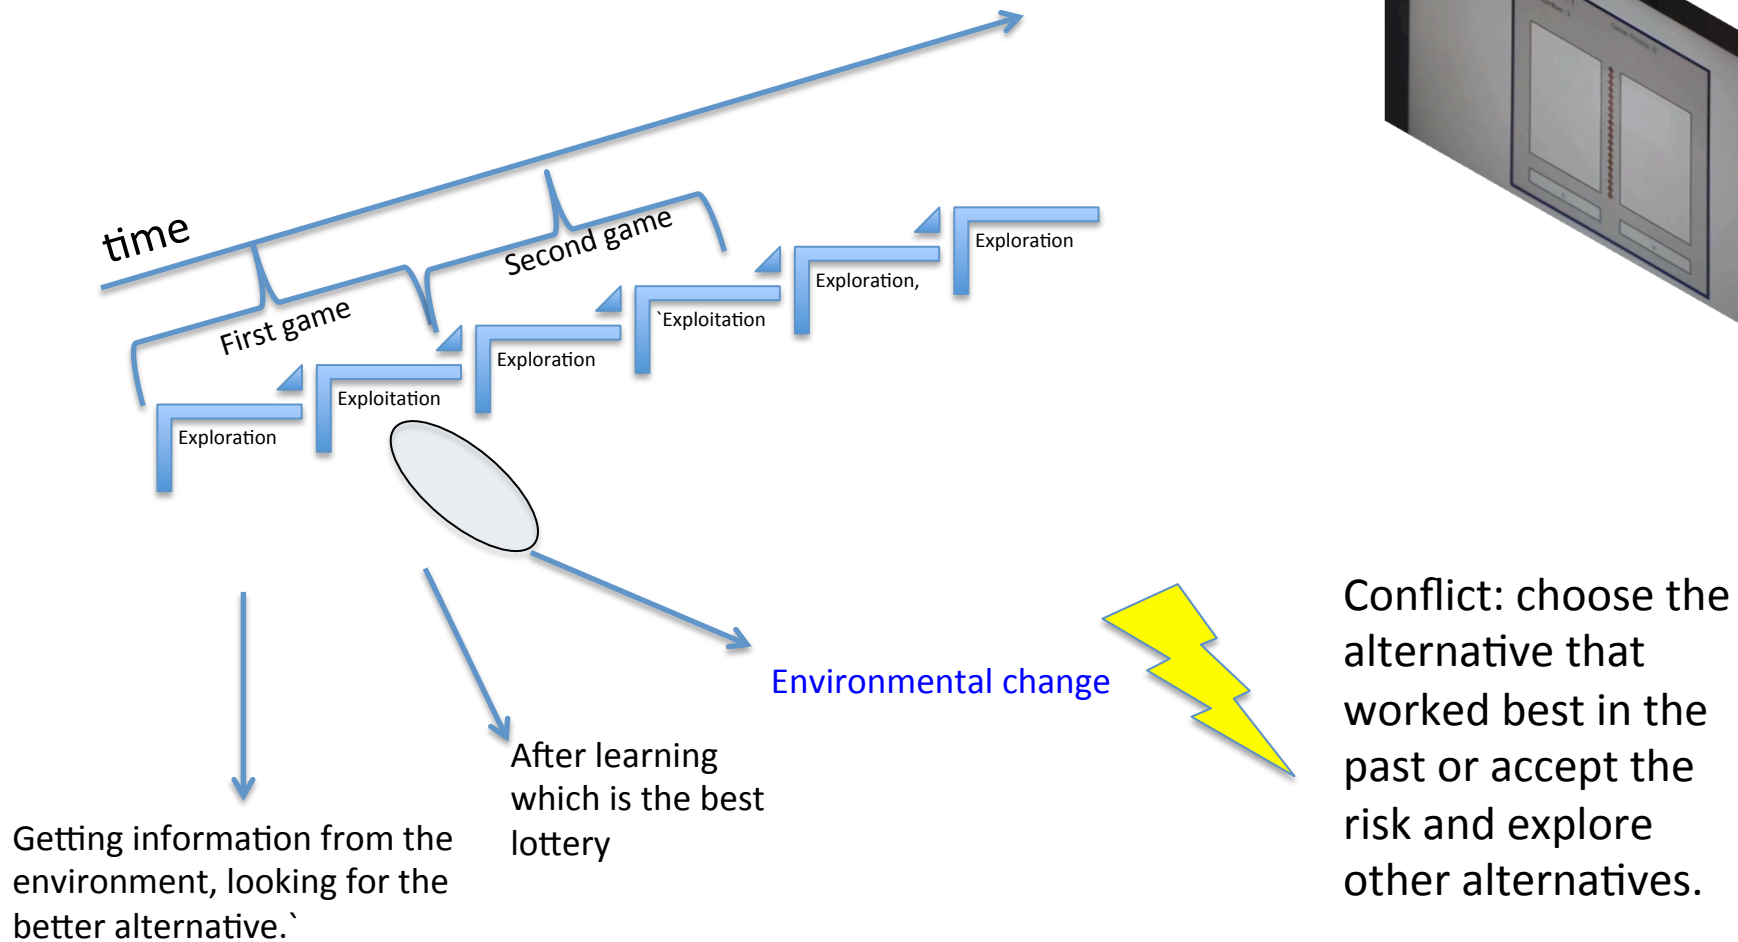 time
First game
Second game
Exploration
Exploitation
Exploration
`Exploitation
Exploration,
Exploration
Environmental change
After learning
which is the best
lottery
Getting information from the
environment, looking for the
better alternative.`
Conflict: choose the
alternative that
worked best in the
past or accept the
risk and explore
other alternatives.